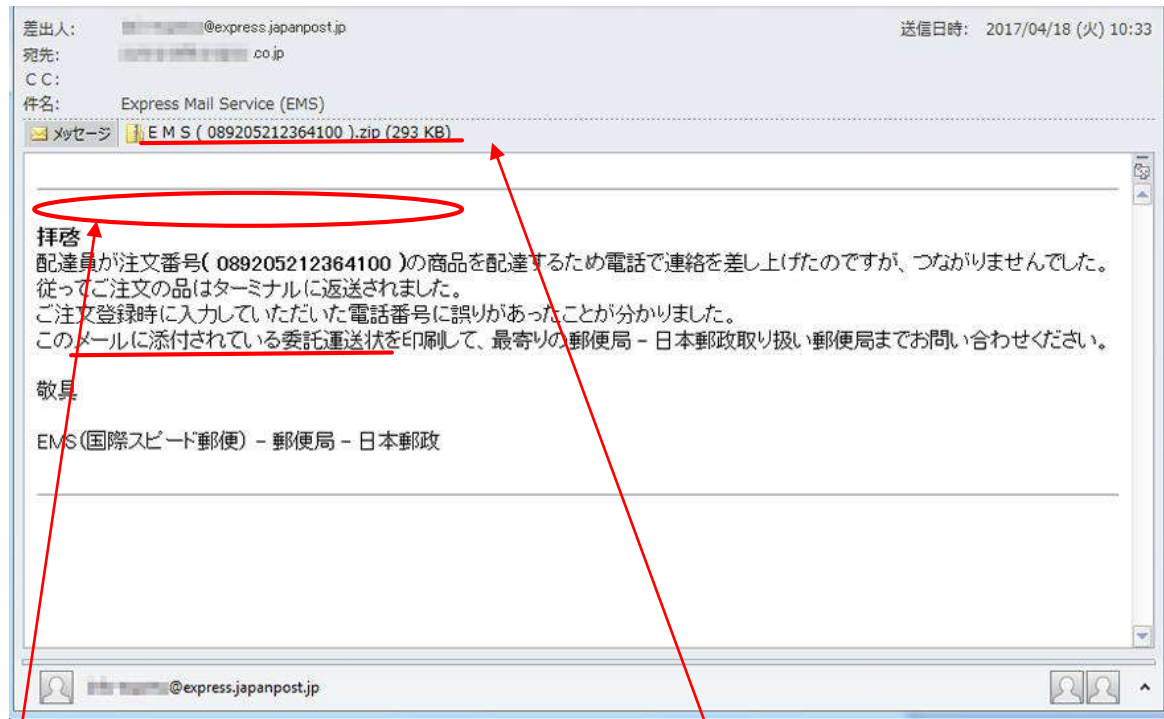 差出人: @express.japanpost.jp 送信日時: 2017/04/18 (火) 10:33
宛先: .co.jp
CC:
件名: Express Mail Service (EMS)
メッセージ E M S ( 089205212364100 ).zip (293 KB)
拝啓
配達員が注文番号( 089205212364100 )の商品を配達するため電話で連絡を差し上げたのですが、つながりませんでした。
従ってご注文の品はターミナルに返送されました。
ご注文登録時に入力していただいた電話番号に誤りがあったことが分かりました。
このメールに添付されている委託運送状を印刷して、最寄りの郵便局 – 日本郵政取り扱い郵便局までお問い合わせください。
敬具
EMS(国際スピード郵便) – 郵便局 – 日本郵政
@express.japanpost.jp